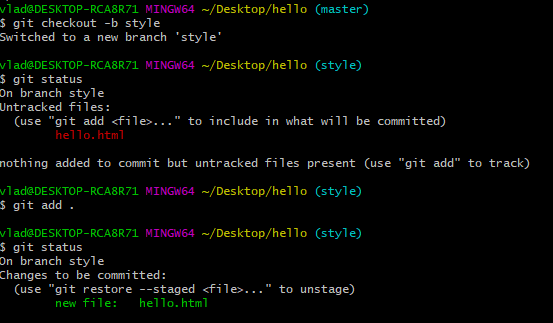 vlad@DESKTOP-RCA8R71 MINGW64 ~/Desktop/hello (master)
$ git checkout -b style
Switched to a new branch 'style'
vlad@DESKTOP-RCA8R71 MINGW64 ~/Desktop/hello (style)
$ git status
On branch style
Untracked files:
  (use "git add <file>..." to include in what will be committed)
        hello.html
nothing added to commit but untracked files present (use "git add" to track)
vlad@DESKTOP-RCA8R71 MINGW64 ~/Desktop/hello (style)
$ git add .
vlad@DESKTOP-RCA8R71 MINGW64 ~/Desktop/hello (style)
$ git status
On branch style
Changes to be committed:
  (use "git restore --staged <file>..." to unstage)
        new file:   hello.html